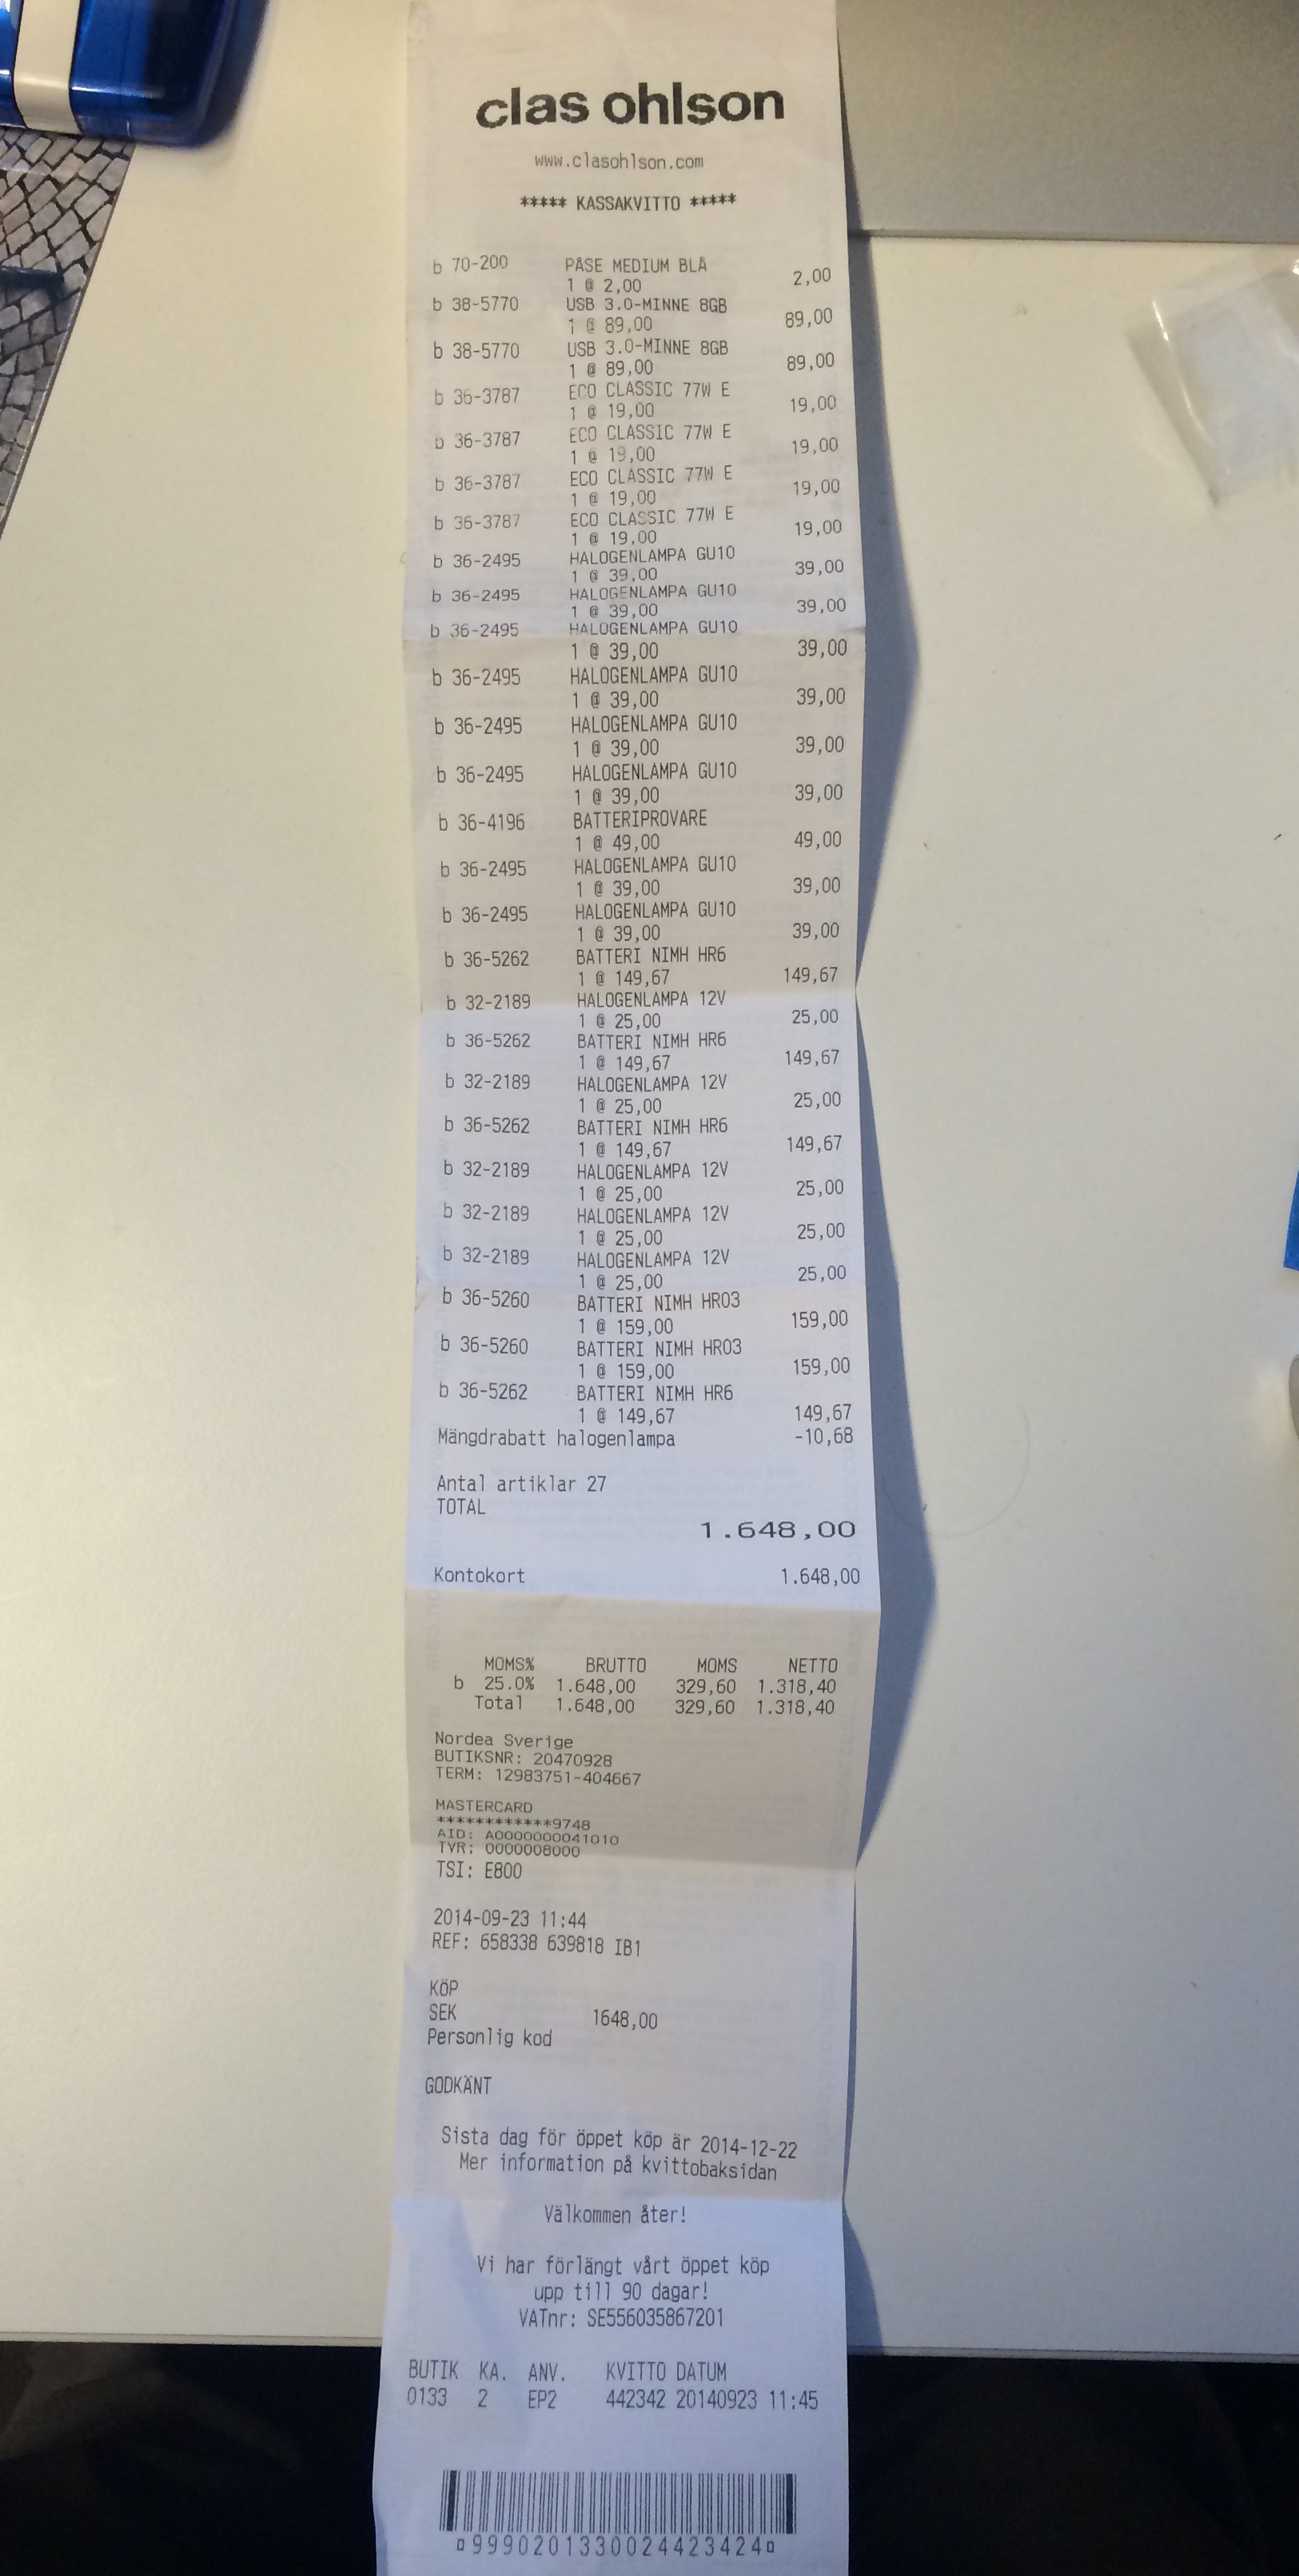 clas ohlson
www.clasohlson.com
***** KASSAKVITTO *****
b 70-200 PÅSE MEDIUM BLÅ
1 @ 2,00 2,00
b 38-5770 USB 3.0-MINNE 8GB
1 @ 89,00 89,00
b 38-5770 USB 3.0-MINNE 8GB
1 @ 89,00 89,00
b 36-3787 ECO CLASSIC 77W E
1 @ 19,00 19,00
b 36-3787 ECO CLASSIC 77W E
1 @ 19,00 19,00
b 36-3787 ECO CLASSIC 77W E
1 @ 19,00 19,00
b 36-3787 ECO CLASSIC 77W E
1 @ 19,00 19,00
b 36-2495 HALOGENLAMPA GU10
1 @ 39,00 39,00
b 36-2495 HALOGENLAMPA GU10
1 @ 39,00 39,00
b 36-2495 HALOGENLAMPA GU10
1 @ 39,00 39,00
b 36-2495 HALOGENLAMPA GU10
1 @ 39,00 39,00
b 36-2495 HALOGENLAMPA GU10
1 @ 39,00 39,00
b 36-2495 HALOGENLAMPA GU10
1 @ 39,00 39,00
b 36-4196 BATTERIPROVARE
1 @ 49,00 49,00
b 36-2495 HALOGENLAMPA GU10
1 @ 39,00 39,00
b 36-2495 HALOGENLAMPA GU10
1 @ 39,00 39,00
b 36-5262 BATTERI NIMH HR6
1 @ 149,67 149,67
b 32-2189 HALOGENLAMPA 12V
1 @ 25,00 25,00
b 36-5262 BATTERI NIMH HR6
1 @ 149,67 149,67
b 32-2189 HALOGENLAMPA 12V
1 @ 25,00 25,00
b 36-5262 BATTERI NIMH HR6
1 @ 149,67 149,67
b 32-2189 HALOGENLAMPA 12V
1 @ 25,00 25,00
b 32-2189 HALOGENLAMPA 12V
1 @ 25,00 25,00
b 32-2189 HALOGENLAMPA 12V
1 @ 25,00 25,00
b 36-5260 BATTERI NIMH HR03
1 @ 159,00 159,00
b 36-5260 BATTERI NIMH HR03
1 @ 159,00 159,00
b 36-5262 BATTERI NIMH HR6
1 @ 149,67 149,67
Mängdrabatt halogenlampa -10,68
Antal artiklar 27
TOTAL
1.648,00
Kontokort 1.648,00
MOMS% BRUTTO MOMS NETTO
b 25.0% 1.648,00 329,60 1.318,40
Total 1.648,00 329,60 1.318,40
Nordea Sverige
BUTIKSNR: 20470928
TERM: 12983751-404667
MASTERCARD
************9748
AID: A0000000041010
TVR: 0000008000
TSI: E800
2014-09-23 11:44
REF: 658338 639818 IB1
KÖP
SEK 1648,00
Personlig kod
GODKÄNT
Sista dag för öppet köp är 2014-12-22
Mer information på kvittobaksidan
Välkommen åter!
Vi har förlängt vårt öppet köp
upp till 90 dagar!
VATnr: SE556035867201
BUTIK KA. ANV. KVITTO DATUM
0133 2 EP2 442342 20140923 11:45
¤9990201330024423424¤